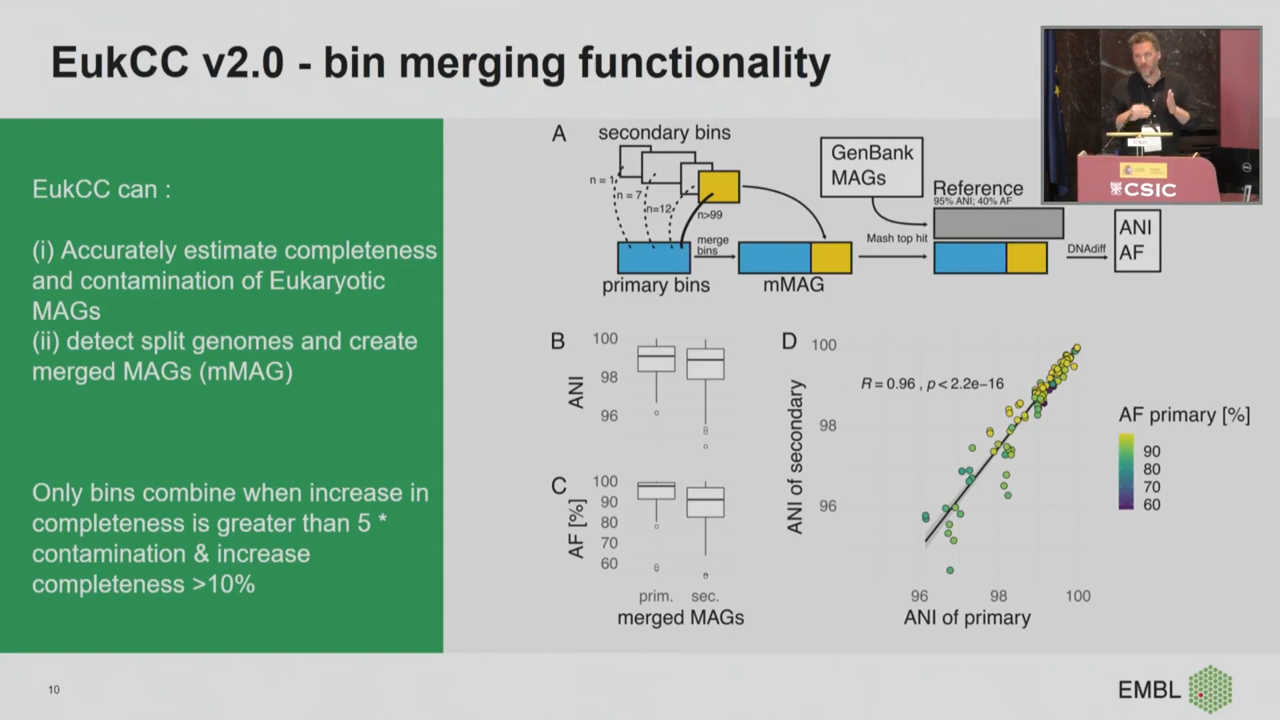 EukCC v2.0 - bin merging functionality
EukCC can :
(i) Accurately estimate completeness
and contamination of Eukaryotic
MAGs
(ii) detect split genomes and create
merged MAGs (mMAG)
Only bins combine when increase in
completeness is greater than 5 *
contamination & increase
completeness >10%
A
secondary bins
n = 1
n = 7
n=12
n>99
primary bins
merge
bins
mMAG
GenBank
MAGs
Mash top hit
Reference
95% ANI; 40% AF
DNAdiff
ANI
AF
B
ANI
100
98
96
C
AF [%]
100
90
80
70
60
prim.
sec.
merged MAGs
D
ANI of secondary
100
98
96
R = 0.96 , p < 2.2e−16
96
98
100
ANI of primary
AF primary [%]
90
80
70
60
CSIC
10
EMBL